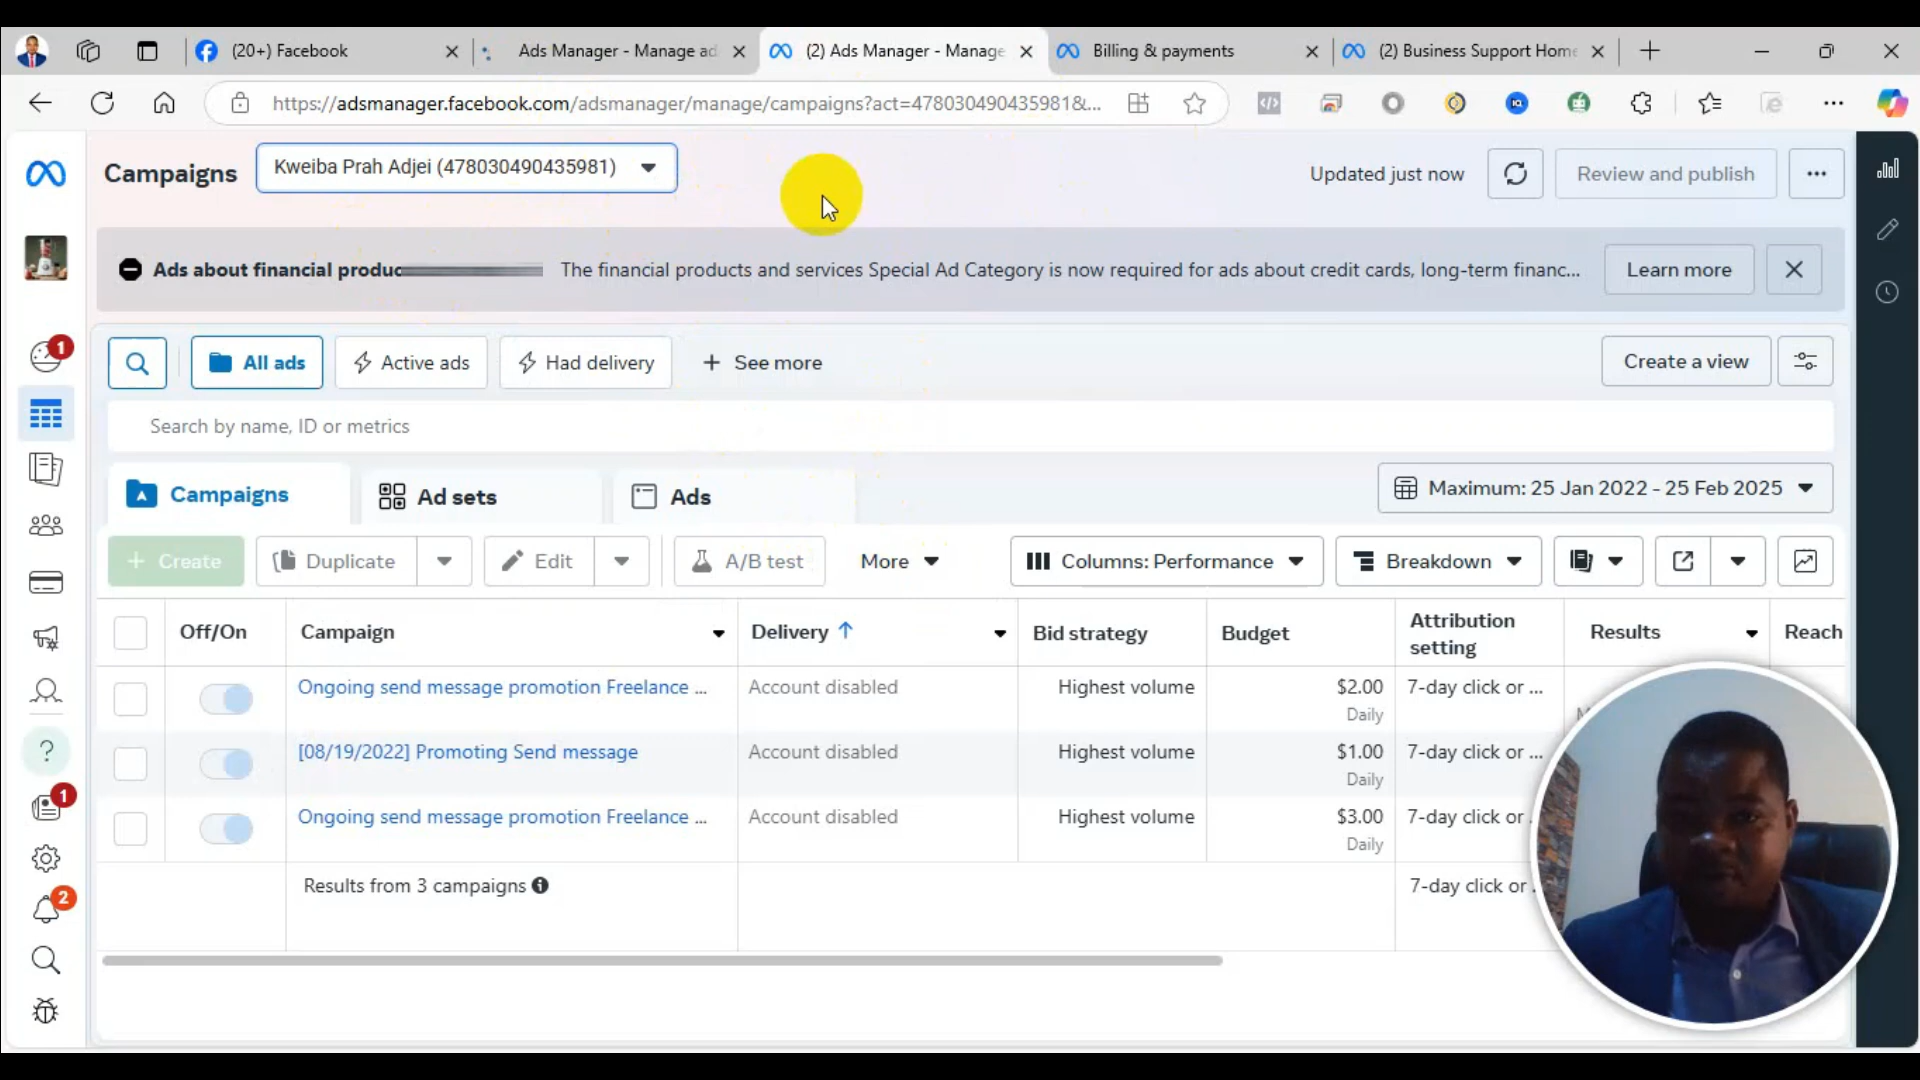 (20+) Facebook
Ads Manager - Manage ad
(2) Ads Manager - Manage
Billing & payments
(2) Business Support Home
https://adsmanager.facebook.com/adsmanager/manage/campaigns?act=478030490435981&...
Campaigns
Kweiba Prah Adjei (478030490435981)
Updated just now
Review and publish
Ads about financial produc
The financial products and services Special Ad Category is now required for ads about credit cards, long-term financ...
Learn more
1
All ads
Active ads
Had delivery
+ See more
Create a view
Search by name, ID or metrics
Campaigns
Ad sets
Ads
Maximum: 25 Jan 2022 - 25 Feb 2025
+ Create
Duplicate
Edit
A/B test
More
Columns: Performance
Breakdown
Off/On
Campaign
Delivery ↑
Bid strategy
Budget
Attribution setting
Results
Reach
Ongoing send message promotion Freelance ...
Account disabled
Highest volume
$2.00
Daily
7-day click or ...
[08/19/2022] Promoting Send message
Account disabled
Highest volume
$1.00
Daily
7-day click or ...
?
1
Ongoing send message promotion Freelance ...
Account disabled
Highest volume
$3.00
Daily
7-day click or
Results from 3 campaigns
7-day click or
2